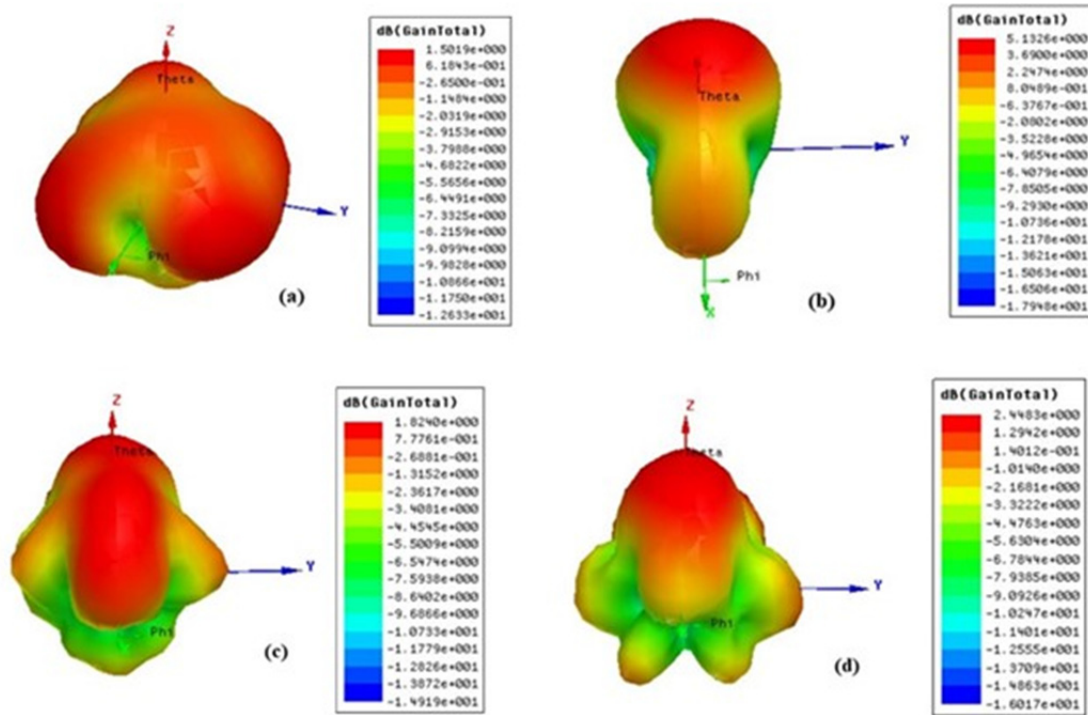 dB(GainTotal)
1.5019e+000
6.1843e-001
-2.6500e-001
-1.1484e+000
-2.0319e+000
-2.9153e+000
-3.7988e+000
-4.6822e+000
-5.5656e+000
-6.4491e+000
-7.3325e+000
-8.2159e+000
-9.0994e+000
-9.9828e+000
-1.0866e+001
-1.1750e+001
-1.2633e+001
Z
Theta
Y
Phi
(a)
dB(GainTotal)
5.1326e+000
3.6900e+000
2.2474e+000
8.0489e-001
-6.3767e-001
-2.0802e+000
-3.5228e+000
-4.9654e+000
-6.4079e+000
-7.8505e+000
-9.2930e+000
-1.0736e+001
-1.2178e+001
-1.3621e+001
-1.5063e+001
-1.6506e+001
-1.7948e+001
Theta
Y
Phi
X
(b)
dB(GainTotal)
1.8240e+000
7.7761e-001
-2.6881e-001
-1.3152e+000
-2.3617e+000
-3.4081e+000
-4.4545e+000
-5.5009e+000
-6.5474e+000
-7.5938e+000
-8.6402e+000
-9.6866e+000
-1.0733e+001
-1.1779e+001
-1.2826e+001
-1.3872e+001
-1.4919e+001
Z
Theta
Y
Phi
(c)
dB(GainTotal)
2.4483e+000
1.2942e+000
1.4012e-001
-1.0140e+000
-2.1681e+000
-3.3222e+000
-4.4763e+000
-5.6304e+000
-6.7844e+000
-7.9385e+000
-9.0926e+000
-1.0247e+001
-1.1401e+001
-1.2555e+001
-1.3709e+001
-1.4863e+001
-1.6017e+001
Z
Theta
Y
Phi
(d)